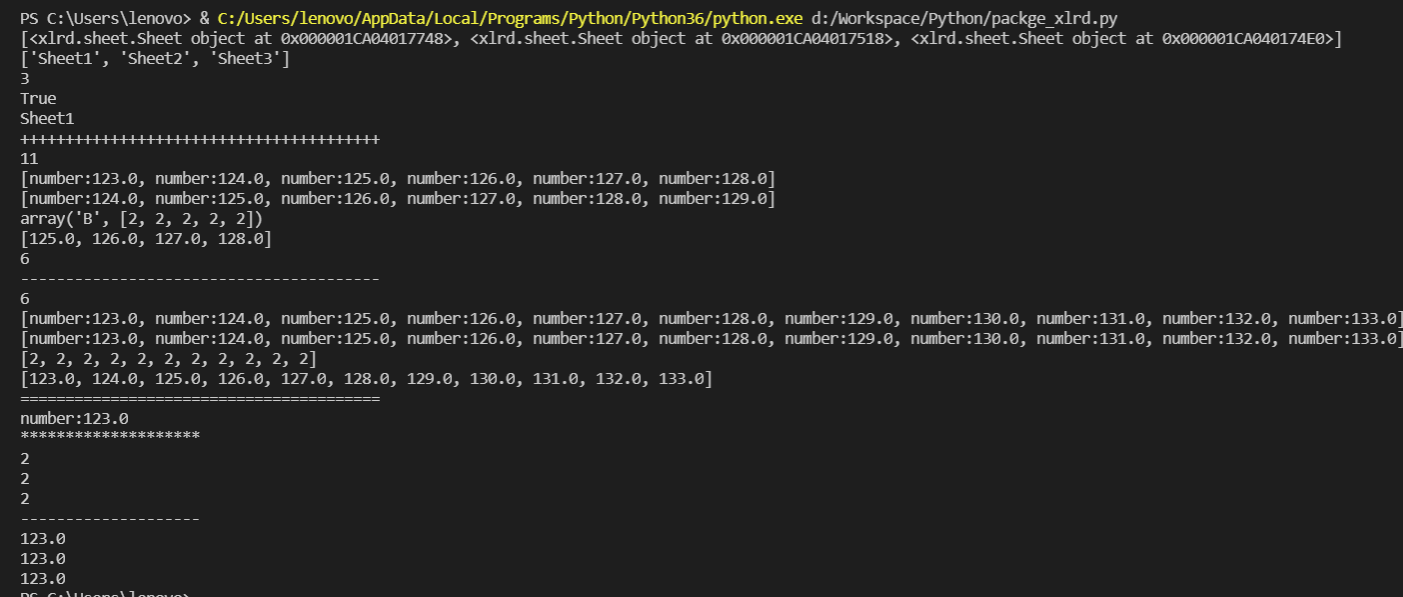 PS C:\Users\lenovo> & C:/Users/lenovo/AppData/Local/Programs/Python/Python36/python.exe d:/Workspace/Python/packge_xlrd.py
[<xlrd.sheet.Sheet object at 0x000001CA04017748>, <xlrd.sheet.Sheet object at 0x000001CA04017518>, <xlrd.sheet.Sheet object at 0x000001CA040174E0>]
['Sheet1', 'Sheet2', 'Sheet3']
3
True
Sheet1
++++++++++++++++++++++++++++++++++++++++
11
[number:123.0, number:124.0, number:125.0, number:126.0, number:127.0, number:128.0]
[number:124.0, number:125.0, number:126.0, number:127.0, number:128.0, number:129.0]
array('B', [2, 2, 2, 2, 2])
[125.0, 126.0, 127.0, 128.0]
6
----------------------------------------
6
[number:123.0, number:124.0, number:125.0, number:126.0, number:127.0, number:128.0, number:129.0, number:130.0, number:131.0, number:132.0, number:133.0]
[number:123.0, number:124.0, number:125.0, number:126.0, number:127.0, number:128.0, number:129.0, number:130.0, number:131.0, number:132.0, number:133.0]
[2, 2, 2, 2, 2, 2, 2, 2, 2, 2, 2]
[123.0, 124.0, 125.0, 126.0, 127.0, 128.0, 129.0, 130.0, 131.0, 132.0, 133.0]
========================================
number:123.0
********************
2
2
2
--------------------
123.0
123.0
123.0
PS C:\Users\lenovo>